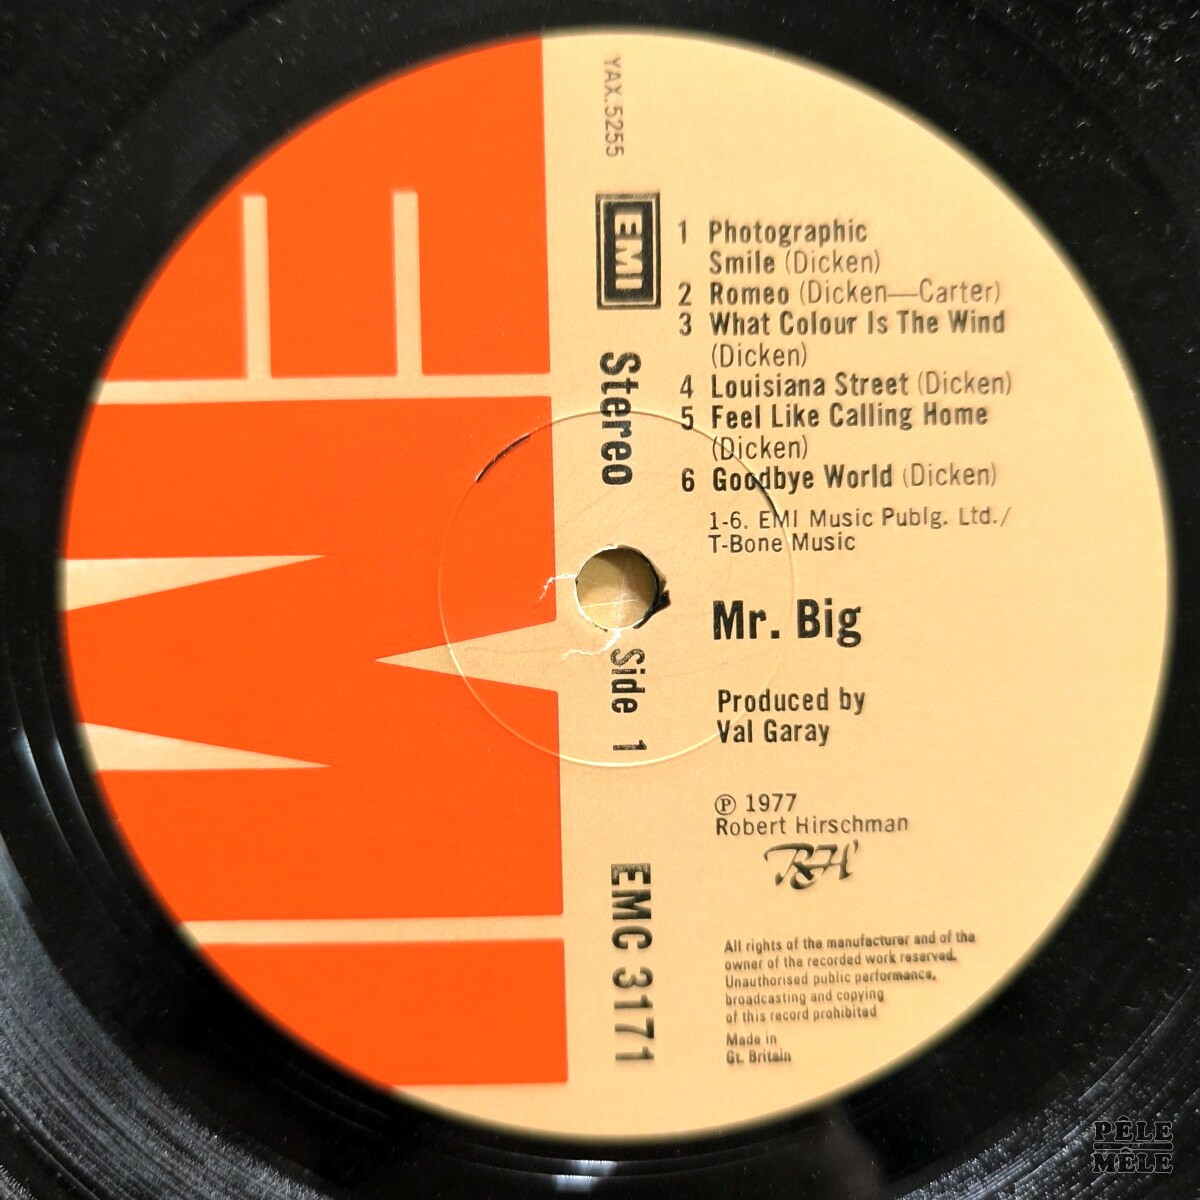 YAX.5255
EMI
Stereo
Side 1
EMC 3171
1 Photographic
Smile (Dicken)
2 Romeo (Dicken—Carter)
3 What Colour Is The Wind
(Dicken)
4 Louisiana Street (Dicken)
5 Feel Like Calling Home
(Dicken)
6 Goodbye World (Dicken)
1-6. EMI Music Publg. Ltd./
T-Bone Music
Mr. Big
Produced by
Val Garay
℗ 1977
Robert Hirschman
RH
All rights of the manufacturer and of the
owner of the recorded work reserved.
Unauthorised public performance,
broadcasting and copying
of this record prohibited
Made in
Gt. Britain
EMI
PÊLE
MÊLE